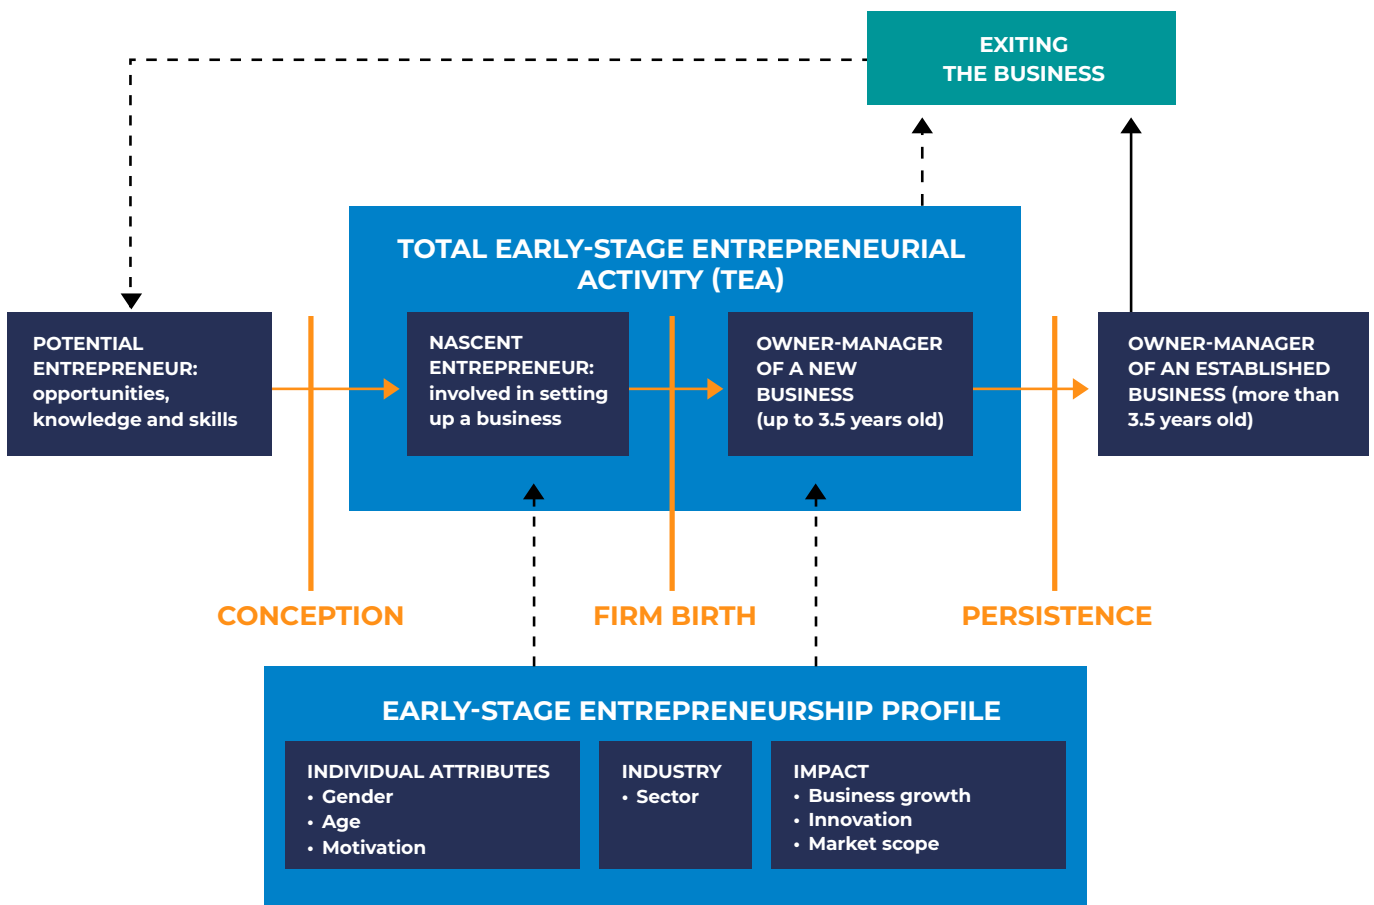 EXITING
THE BUSINESS
TOTAL EARLY-STAGE ENTREPRENEURIAL
ACTIVITY (TEA)
POTENTIAL
ENTREPRENEUR:
opportunities,
knowledge and skills
NASCENT
ENTREPRENEUR:
involved in setting
up a business
OWNER-MANAGER
OF A NEW
BUSINESS
(up to 3.5 years old)
OWNER-MANAGER
OF AN ESTABLISHED
BUSINESS (more than
3.5 years old)
CONCEPTION
FIRM BIRTH
PERSISTENCE
EARLY-STAGE ENTREPRENEURSHIP PROFILE
INDIVIDUAL ATTRIBUTES
• Gender
• Age
• Motivation
INDUSTRY
• Sector
IMPACT
• Business growth
• Innovation
• Market scope